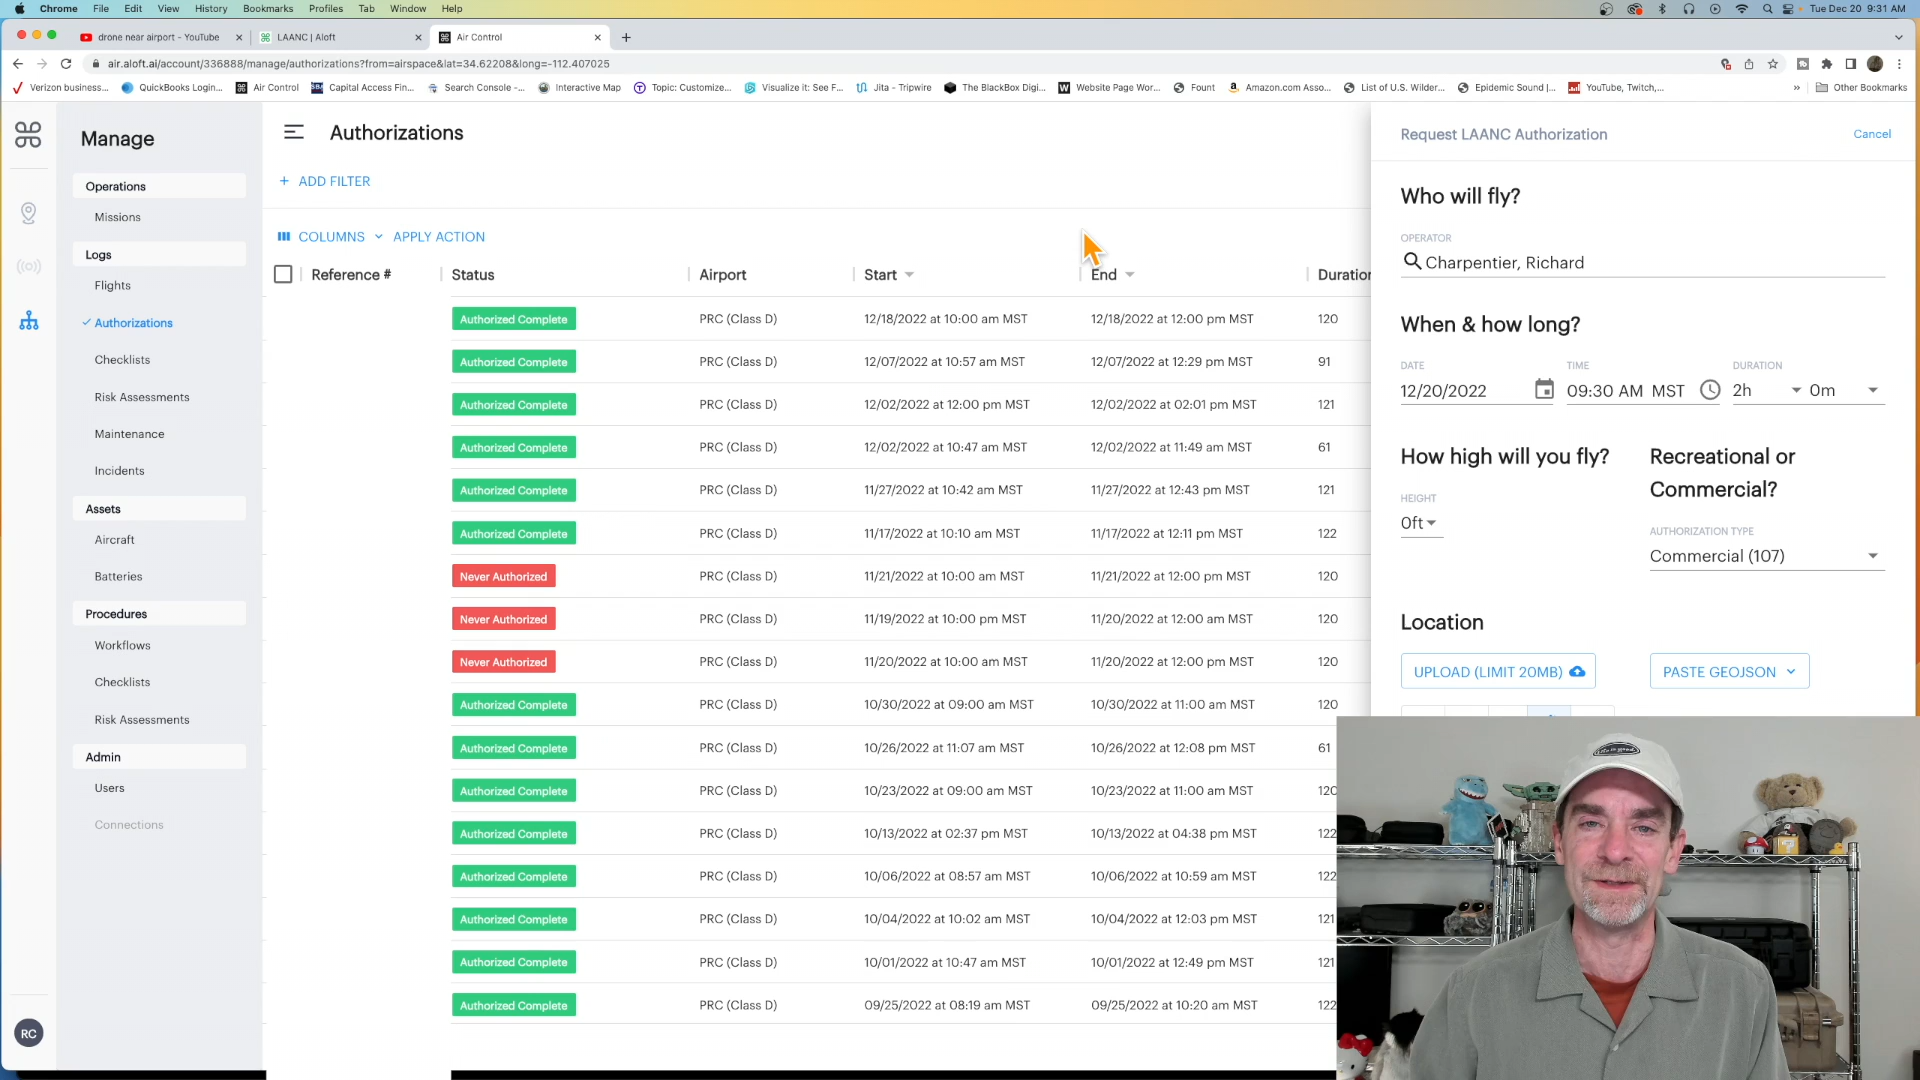 Chrome File Edit View History Bookmarks Profiles Tab Window Help Tue Dec 20 9:31 AM
drone near airport - YouTube LAANC | Aloft Air Control
air.aloft.ai/account/336888/manage/authorizations?from=airspace&lat=34.62208&long=-112.407025
Verizon business... QuickBooks Login... Air Control Capital Access Fin... Search Console -... Interactive Map Topic: Customize... Visualize it: See F... Jita - Tripwire The BlackBox Digi... Website Page Wor... Fount Amazon.com Asso... List of U.S. Wilder... Epidemic Sound |... YouTube, Twitch,... » Other Bookmarks
Manage
Operations
Missions
Logs
Flights
Authorizations
Checklists
Risk Assessments
Maintenance
Incidents
Assets
Aircraft
Batteries
Procedures
Workflows
Checklists
Risk Assessments
Admin
Users
Connections
RC
Authorizations
+ ADD FILTER
COLUMNS APPLY ACTION
Reference # Status Airport Start End Duration
Authorized Complete PRC (Class D) 12/18/2022 at 10:00 am MST 12/18/2022 at 12:00 pm MST 120
Authorized Complete PRC (Class D) 12/07/2022 at 10:57 am MST 12/07/2022 at 12:29 pm MST 91
Authorized Complete PRC (Class D) 12/02/2022 at 12:00 pm MST 12/02/2022 at 02:01 pm MST 121
Authorized Complete PRC (Class D) 12/02/2022 at 10:47 am MST 12/02/2022 at 11:49 am MST 61
Authorized Complete PRC (Class D) 11/27/2022 at 10:42 am MST 11/27/2022 at 12:43 pm MST 121
Authorized Complete PRC (Class D) 11/17/2022 at 10:10 am MST 11/17/2022 at 12:11 pm MST 122
Never Authorized PRC (Class D) 11/21/2022 at 10:00 am MST 11/21/2022 at 12:00 pm MST 120
Never Authorized PRC (Class D) 11/19/2022 at 10:00 pm MST 11/20/2022 at 12:00 am MST 120
Never Authorized PRC (Class D) 11/20/2022 at 10:00 am MST 11/20/2022 at 12:00 pm MST 120
Authorized Complete PRC (Class D) 10/30/2022 at 09:00 am MST 10/30/2022 at 11:00 am MST 120
Authorized Complete PRC (Class D) 10/26/2022 at 11:07 am MST 10/26/2022 at 12:08 pm MST 61
Authorized Complete PRC (Class D) 10/23/2022 at 09:00 am MST 10/23/2022 at 11:00 am MST 120
Authorized Complete PRC (Class D) 10/13/2022 at 02:37 pm MST 10/13/2022 at 04:38 pm MST 122
Authorized Complete PRC (Class D) 10/06/2022 at 08:57 am MST 10/06/2022 at 10:59 am MST 122
Authorized Complete PRC (Class D) 10/04/2022 at 10:02 am MST 10/04/2022 at 12:03 pm MST 121
Authorized Complete PRC (Class D) 10/01/2022 at 10:47 am MST 10/01/2022 at 12:49 pm MST 121
Authorized Complete PRC (Class D) 09/25/2022 at 08:19 am MST 09/25/2022 at 10:20 am MST 122
Request LAANC Authorization Cancel
Who will fly?
OPERATOR
Charpentier, Richard
When & how long?
DATE TIME DURATION
12/20/2022 09:30 AM MST 2h 0m
How high will you fly?
HEIGHT
0ft
Recreational or
Commercial?
AUTHORIZATION TYPE
Commercial (107)
Location
UPLOAD (LIMIT 20MB) PASTE GEOJSON